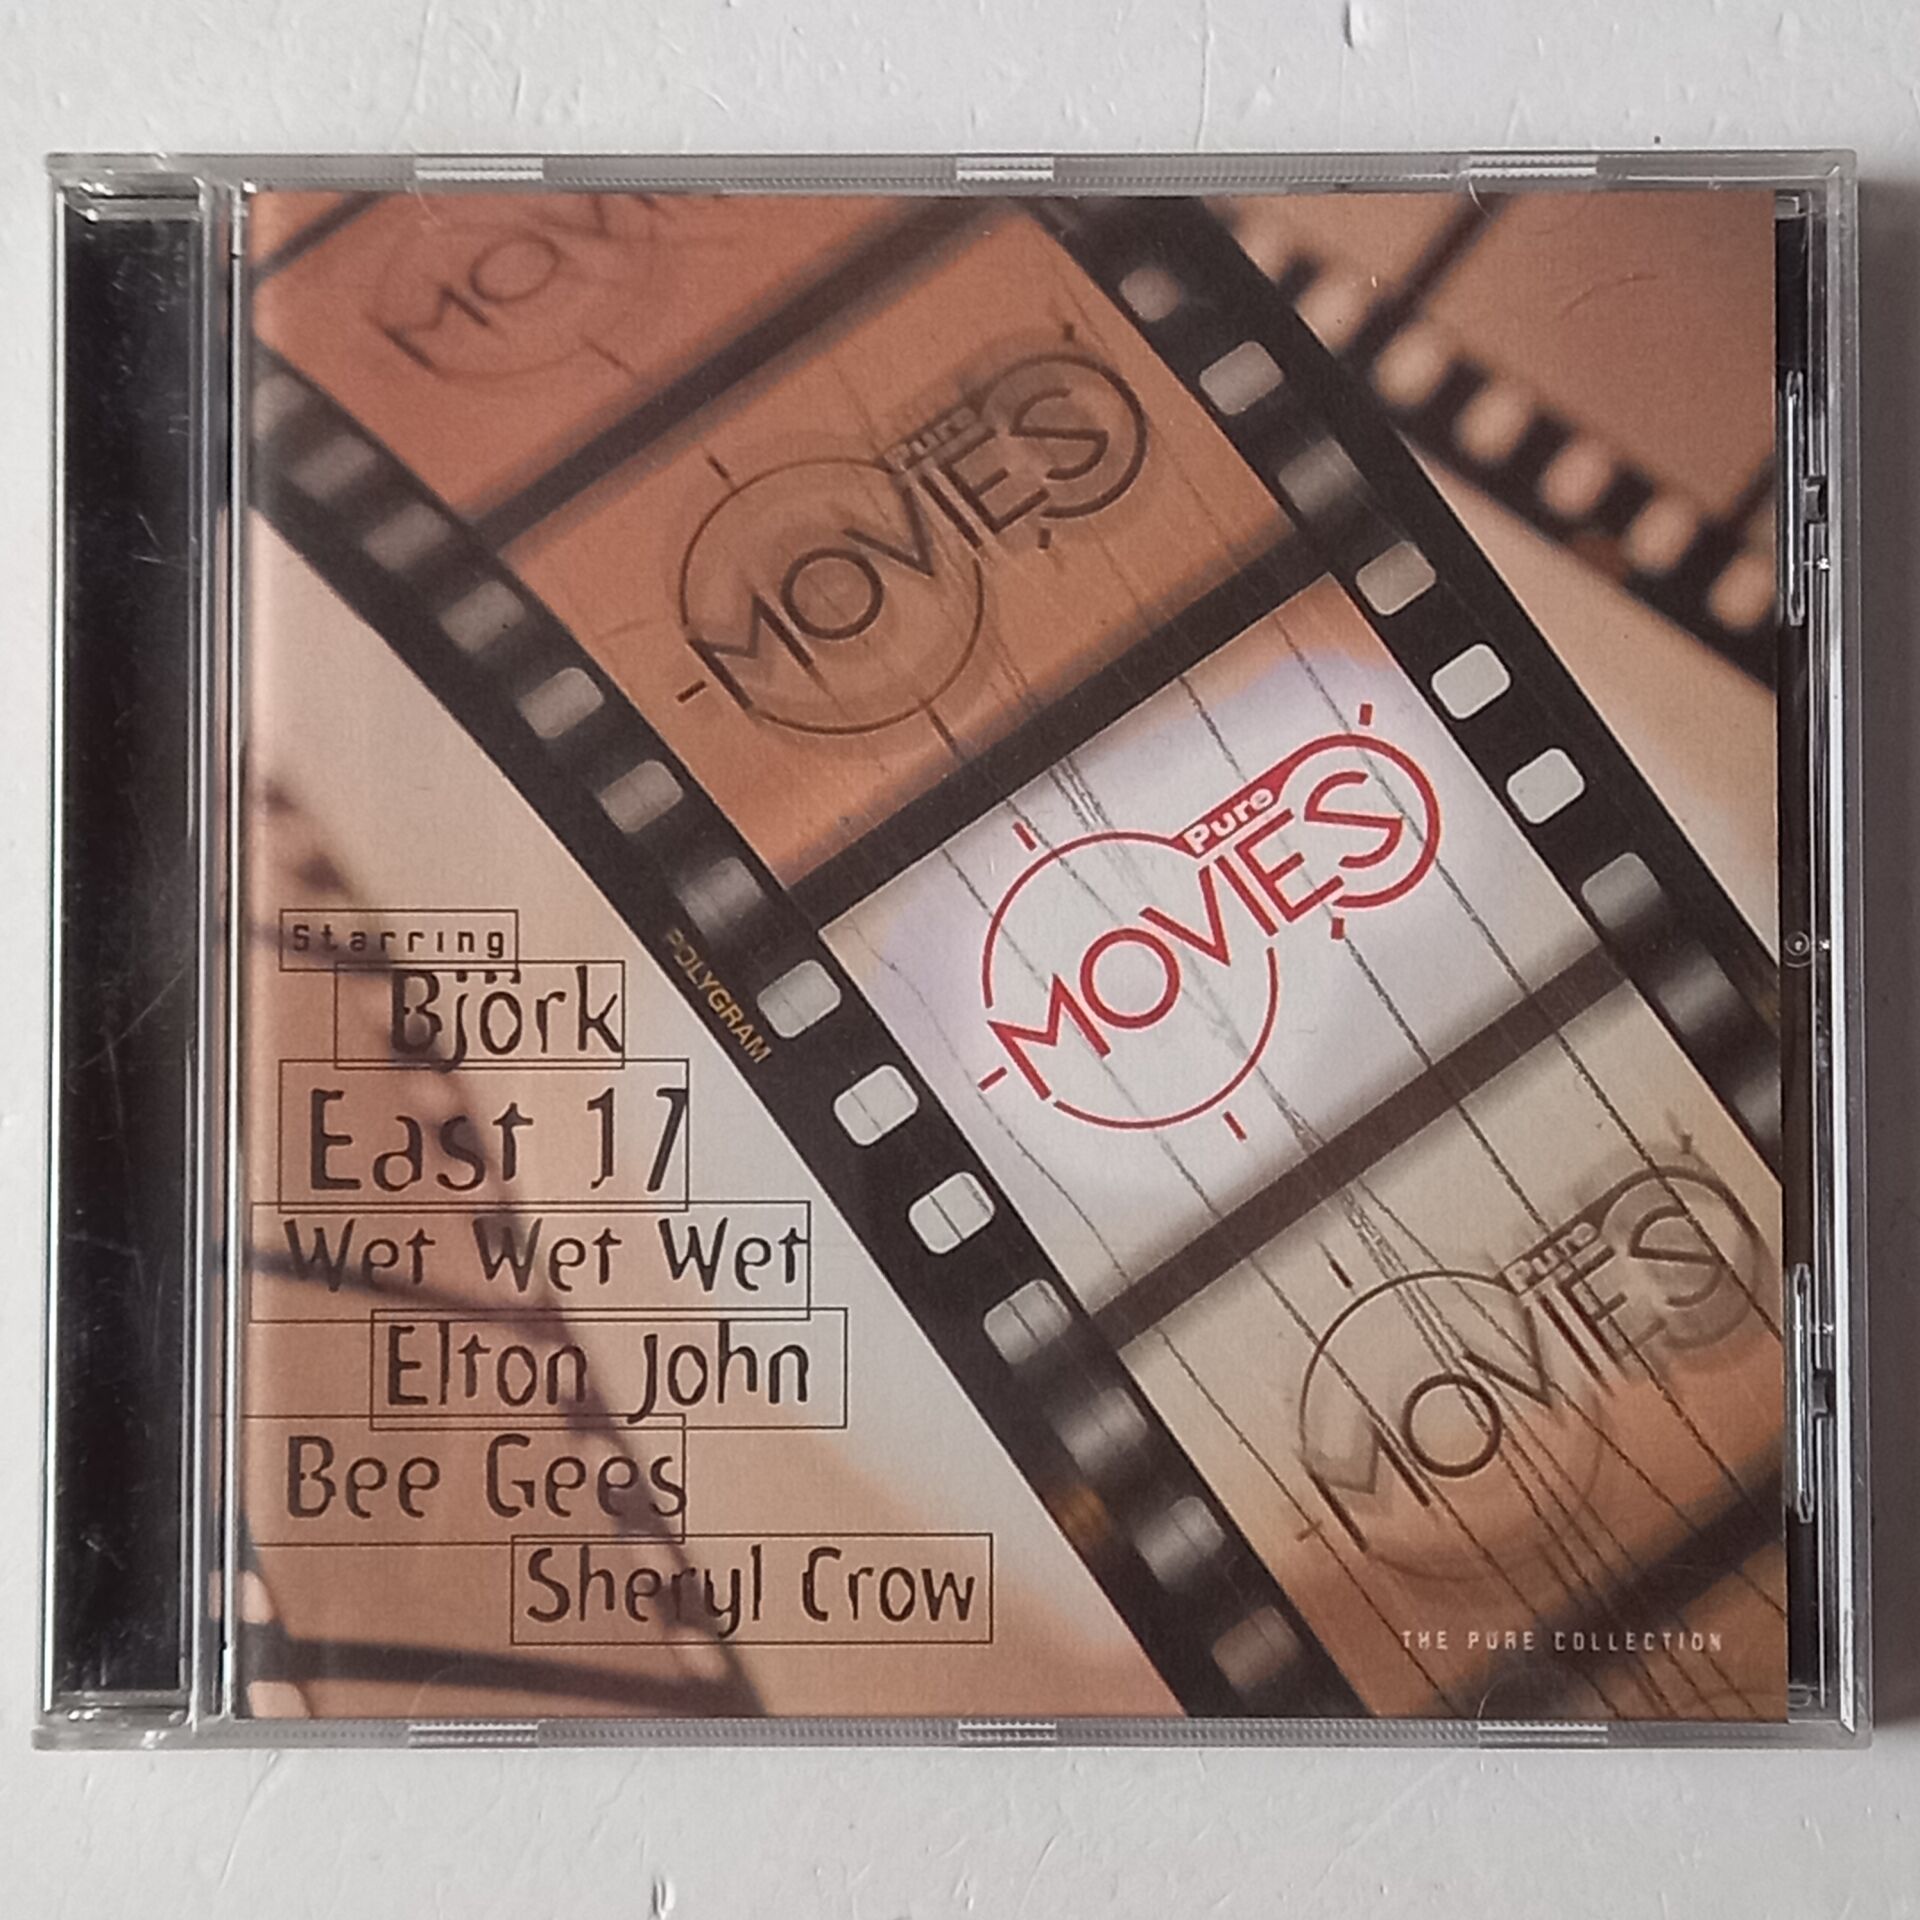 MOVI
Pure
MOVIES
Pure
MOVIES
POLYGRAM
Starring
Björk
East 17
Wet Wet Wet
Elton John
Bee Gees
Sheryl Crow
Pure
MOVIES
THE PURE COLLECTION